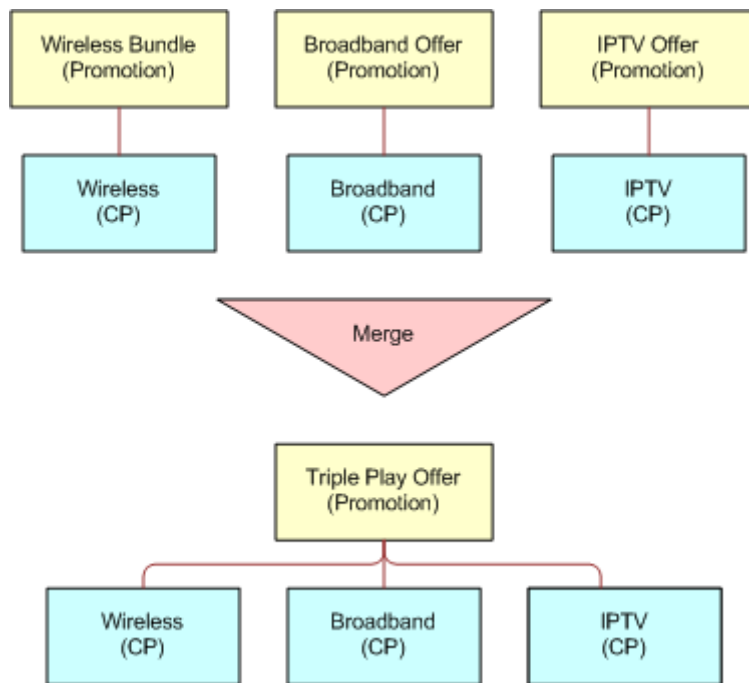 Wireless Bundle
(Promotion)
Broadband Offer
(Promotion)
IPTV Offer
(Promotion)
Wireless
(CP)
Broadband
(CP)
IPTV
(CP)
Merge
Triple Play Offer
(Promotion)
Wireless
(CP)
Broadband
(CP)
IPTV
(CP)